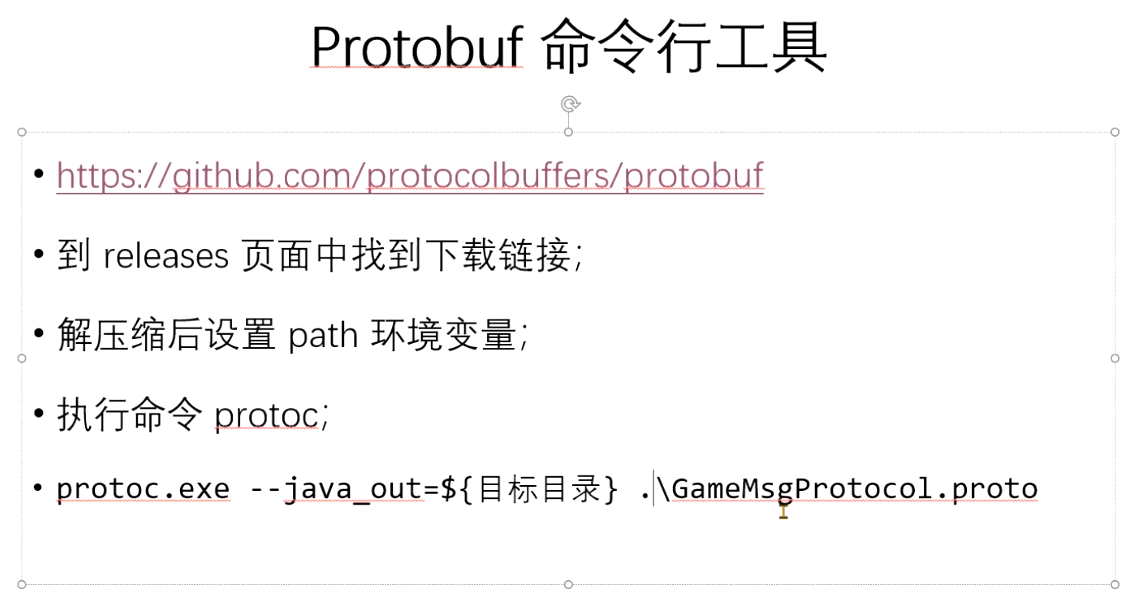 Protobuf 命令行工具
• https://github.com/protocolbuffers/protobuf
• 到 releases 页面中找到下载链接；
• 解压缩后设置 path 环境变量；
• 执行命令 protoc；
• protoc.exe --java_out=${目标目录} .\GameMsgProtocol.proto